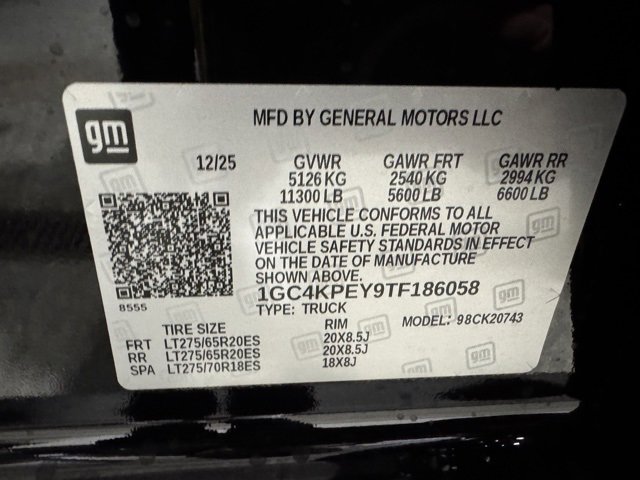 gm
MFD BY GENERAL MOTORS LLC
12/25 GVWR GAWR FRT GAWR RR
5126 KG 2540 KG 2994 KG
11300 LB 5600 LB 6600 LB
THIS VEHICLE CONFORMS TO ALL
APPLICABLE U.S. FEDERAL MOTOR
VEHICLE SAFETY STANDARDS IN EFFECT
ON THE DATE OF MANUFACTURE
SHOWN ABOVE.
8555
1GC4KPEY9TF186058
TYPE: TRUCK
MODEL: 98CK20743
TIRE SIZE RIM
FRT LT275/65R20ES 20X8.5J
RR LT275/65R20ES 20X8.5J
SPA LT275/70R18ES 18X8J